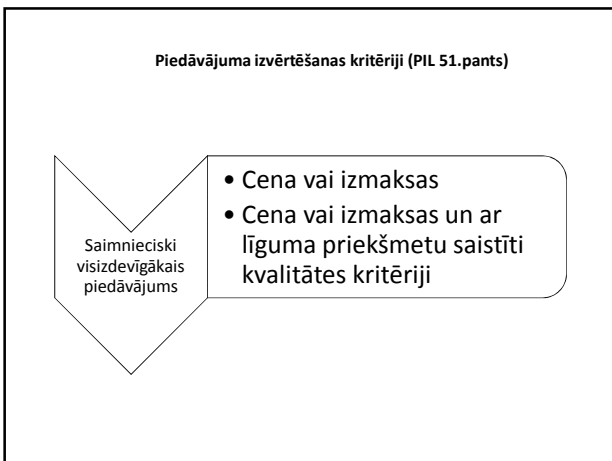 Piedāvājuma izvērtēšanas kritēriji (PIL 51.pants)
Saimnieciski
visizdevīgākais
piedāvājums
• Cena vai izmaksas
• Cena vai izmaksas un ar
līguma priekšmetu saistīti
kvalitātes kritēriji